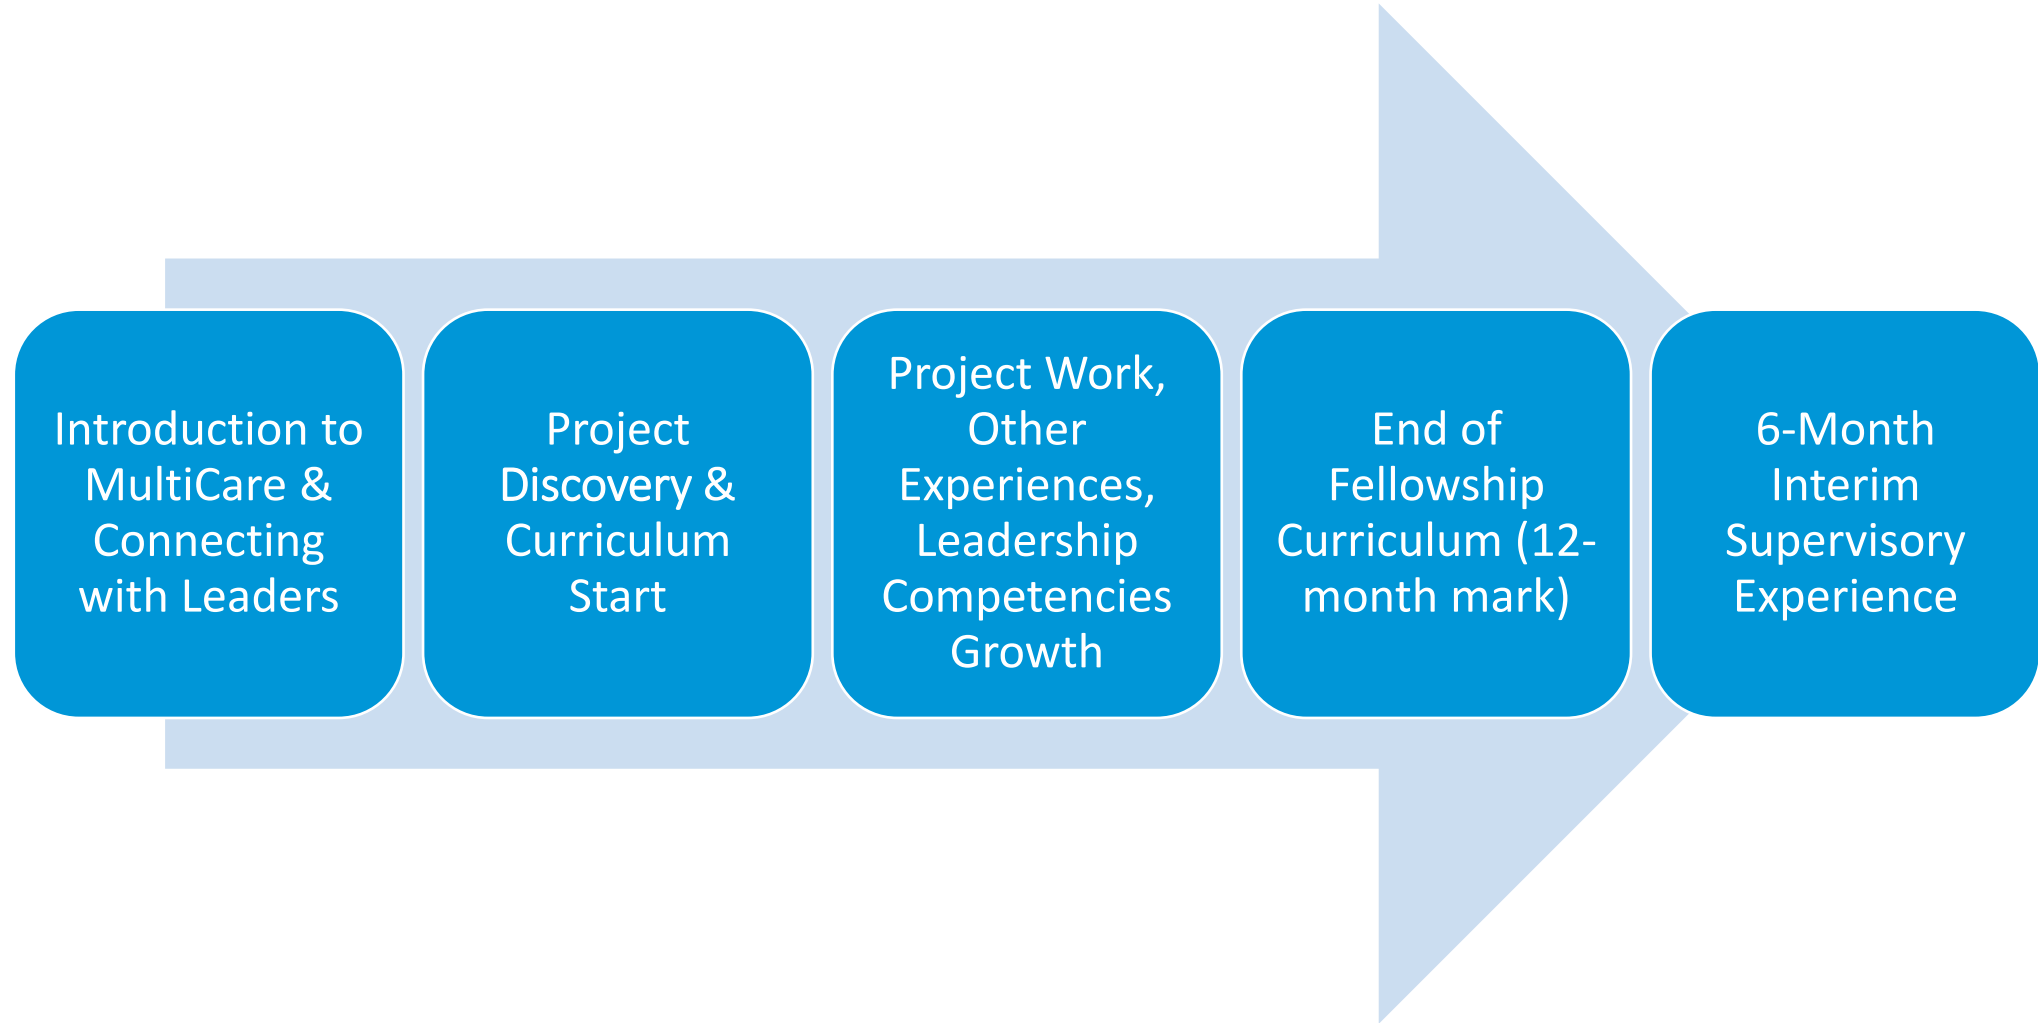 Introduction to
MultiCare &
Connecting
with Leaders
Project
Discovery &
Curriculum
Start
Project Work,
Other
Experiences,
Leadership
Competencies
Growth
End of
Fellowship
Curriculum (12-
month mark)
6-Month
Interim
Supervisory
Experience